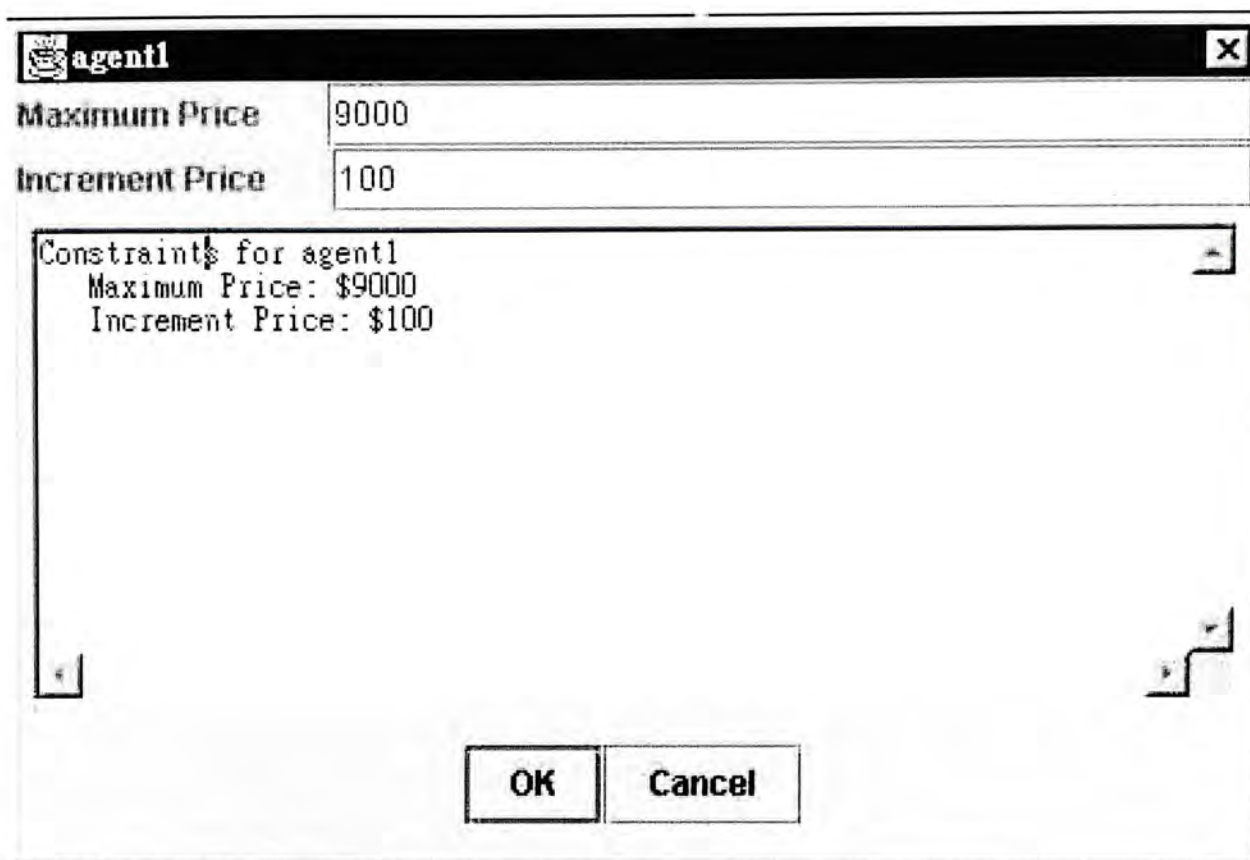 agent1
Maximum Price 9000
Increment Price 100
Constraints for agent1
Maximum Price: $9000
Increment Price: $100
OK Cancel